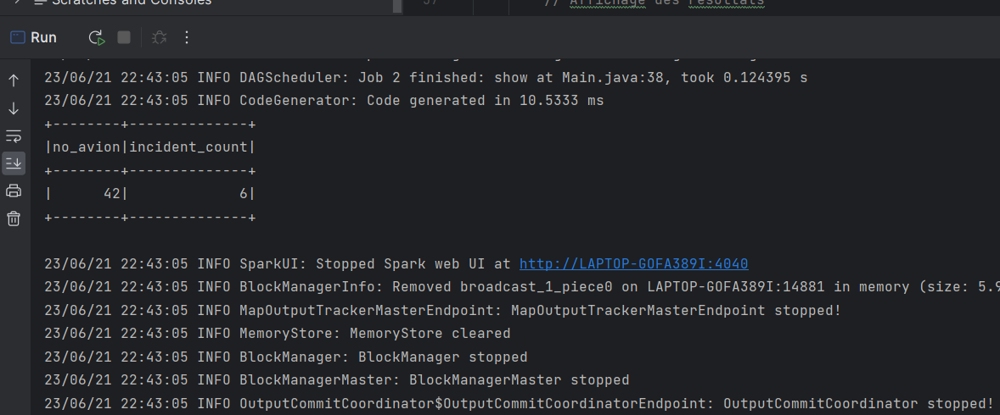 Scratches and Consoles
37 // Affichage des résultats
Run
23/06/21 22:43:05 INFO DAGScheduler: Job 2 finished: show at Main.java:38, took 0.124395 s
23/06/21 22:43:05 INFO CodeGenerator: Code generated in 10.5333 ms
+--------+--------------+
|no_avion|incident_count|
+--------+--------------+
|      42|             6|
+--------+--------------+
23/06/21 22:43:05 INFO SparkUI: Stopped Spark web UI at http://LAPTOP-GOFA389I:4040
23/06/21 22:43:05 INFO BlockManagerInfo: Removed broadcast_1_piece0 on LAPTOP-GOFA389I:14881 in memory (size: 5.9
23/06/21 22:43:05 INFO MapOutputTrackerMasterEndpoint: MapOutputTrackerMasterEndpoint stopped!
23/06/21 22:43:05 INFO MemoryStore: MemoryStore cleared
23/06/21 22:43:05 INFO BlockManager: BlockManager stopped
23/06/21 22:43:05 INFO BlockManagerMaster: BlockManagerMaster stopped
23/06/21 22:43:05 INFO OutputCommitCoordinator$OutputCommitCoordinatorEndpoint: OutputCommitCoordinator stopped!